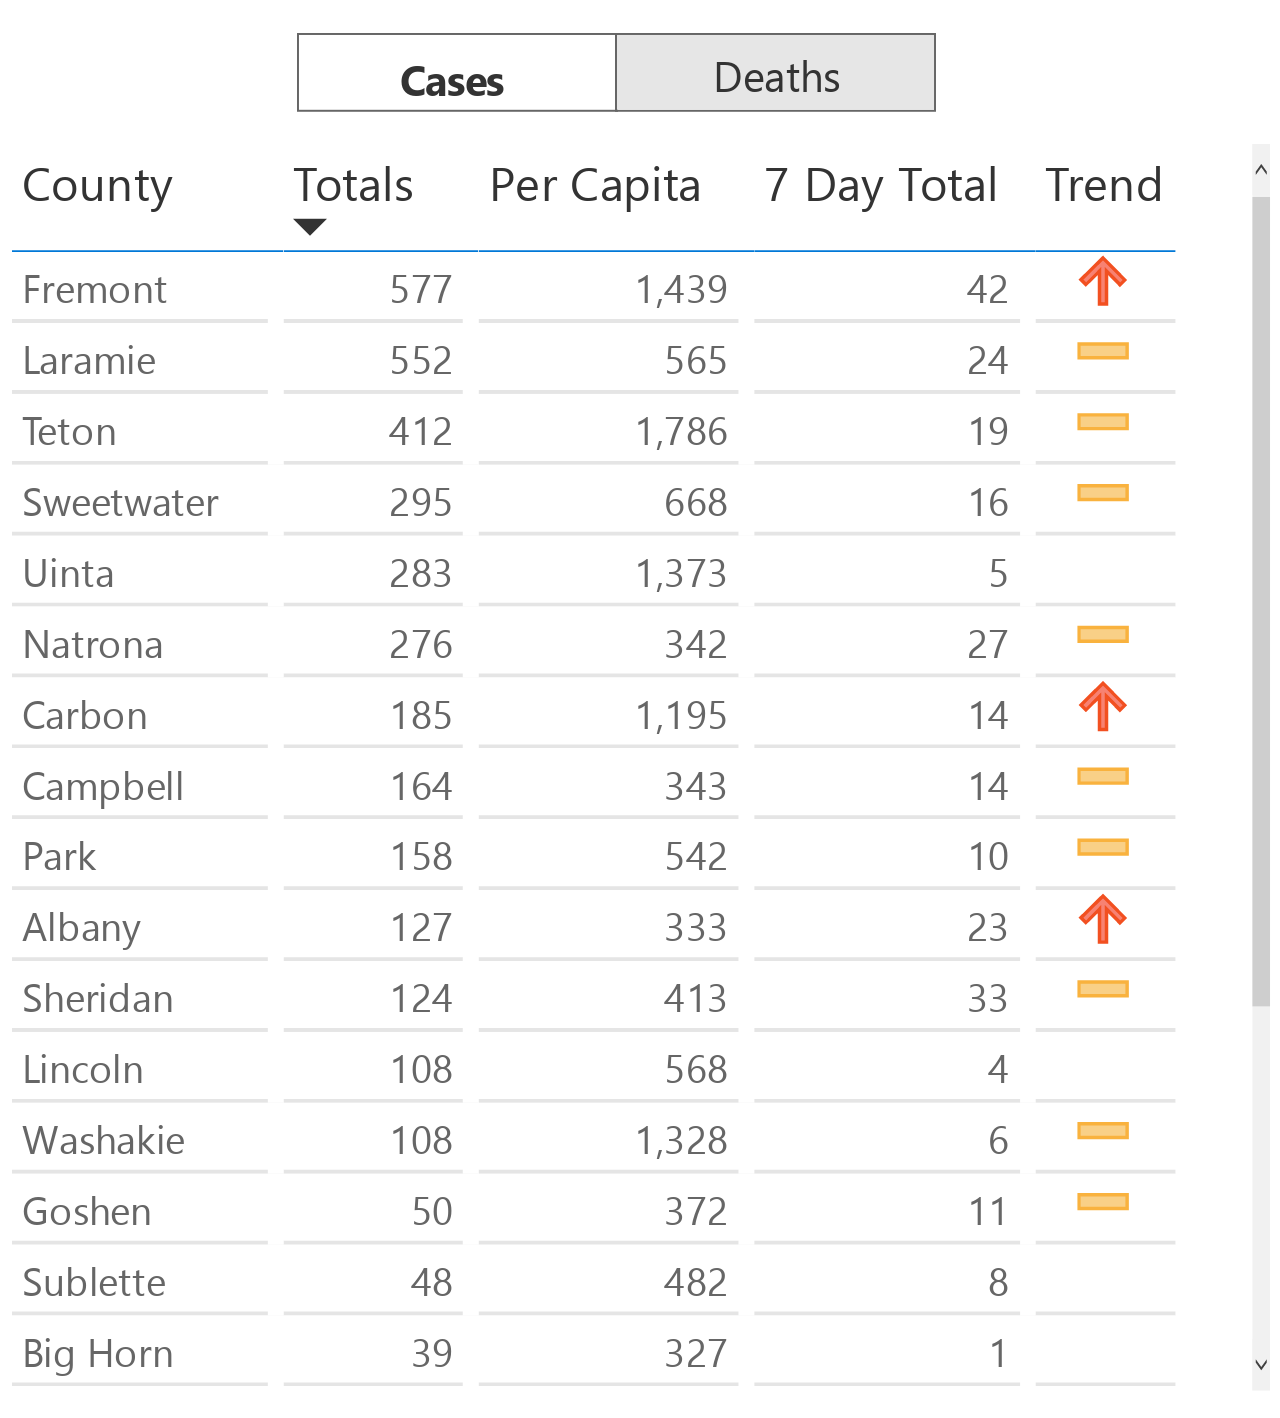 Cases Deaths
County Totals Per Capita 7 Day Total Trend
Fremont 577 1,439 42
Laramie 552 565 24
Teton 412 1,786 19
Sweetwater 295 668 16
Uinta 283 1,373 5
Natrona 276 342 27
Carbon 185 1,195 14
Campbell 164 343 14
Park 158 542 10
Albany 127 333 23
Sheridan 124 413 33
Lincoln 108 568 4
Washakie 108 1,328 6
Goshen 50 372 11
Sublette 48 482 8
Big Horn 39 327 1